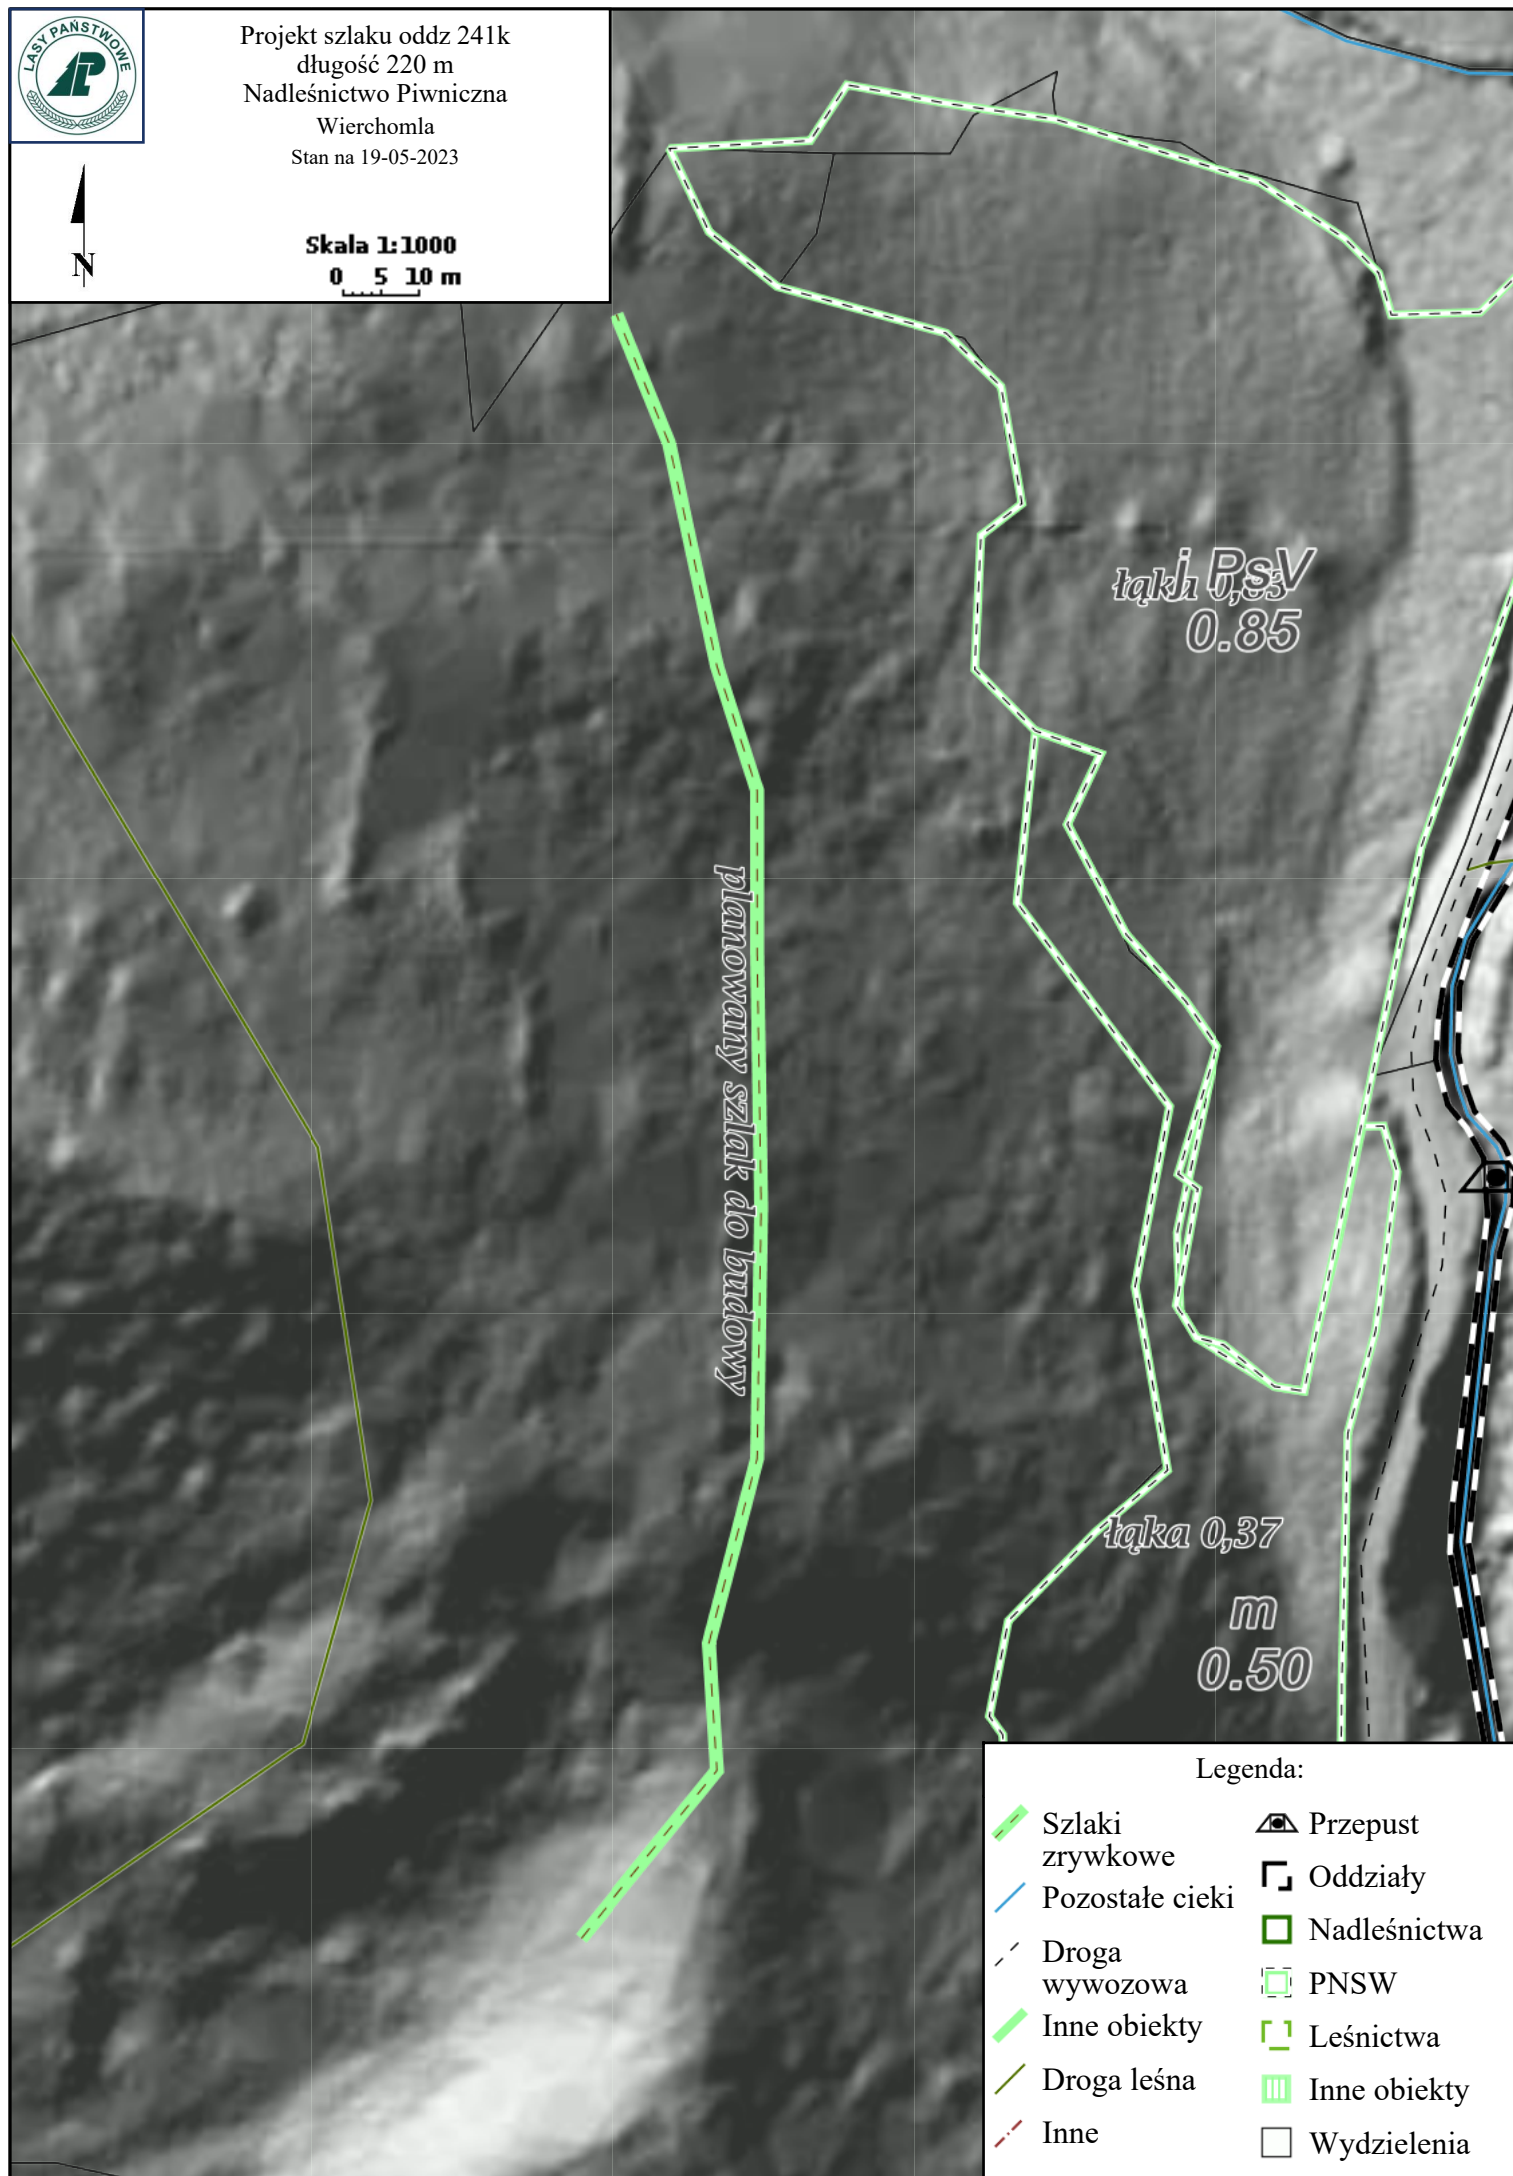 LASY PAŃSTWOWE
Projekt szlaku oddz 241k
długość 220 m
Nadleśnictwo Piwniczna
Wierchomla
Stan na 19-05-2023
N
Skala 1:1000
0 5 10 m
j PsV
łąka 0,83
0.85
planowany szlak do budowy
łąka 0,37
m
0.50
Legenda:
Szlaki
zrywkowe
Pozostałe cieki
Droga
wywozowa
Inne obiekty
Droga leśna
Inne
Przepust
Oddziały
Nadleśnictwa
PNSW
Leśnictwa
Inne obiekty
Wydzielenia